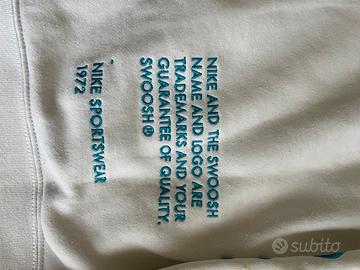 NIKE AND THE SWOOSH
NAME AND LOGO ARE
TRADEMARKS AND YOUR
GUARANTEE OF QUALITY.
SWOOSH®
NIKE SPORTSWEAR
1972
subito